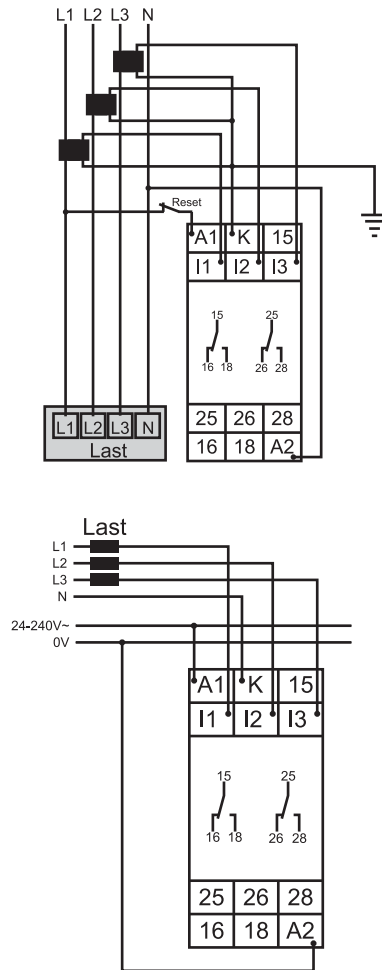 L1 L2 L3 N
Reset
A1 K 15
I1 I2 I3
15 25
16 18 26 28
25 26 28
16 18 A2
L1 L2 L3 N
Last
Last
L1
L2
L3
N
24-240V~
0V
A1 K 15
I1 I2 I3
15 25
16 18 26 28
25 26 28
16 18 A2